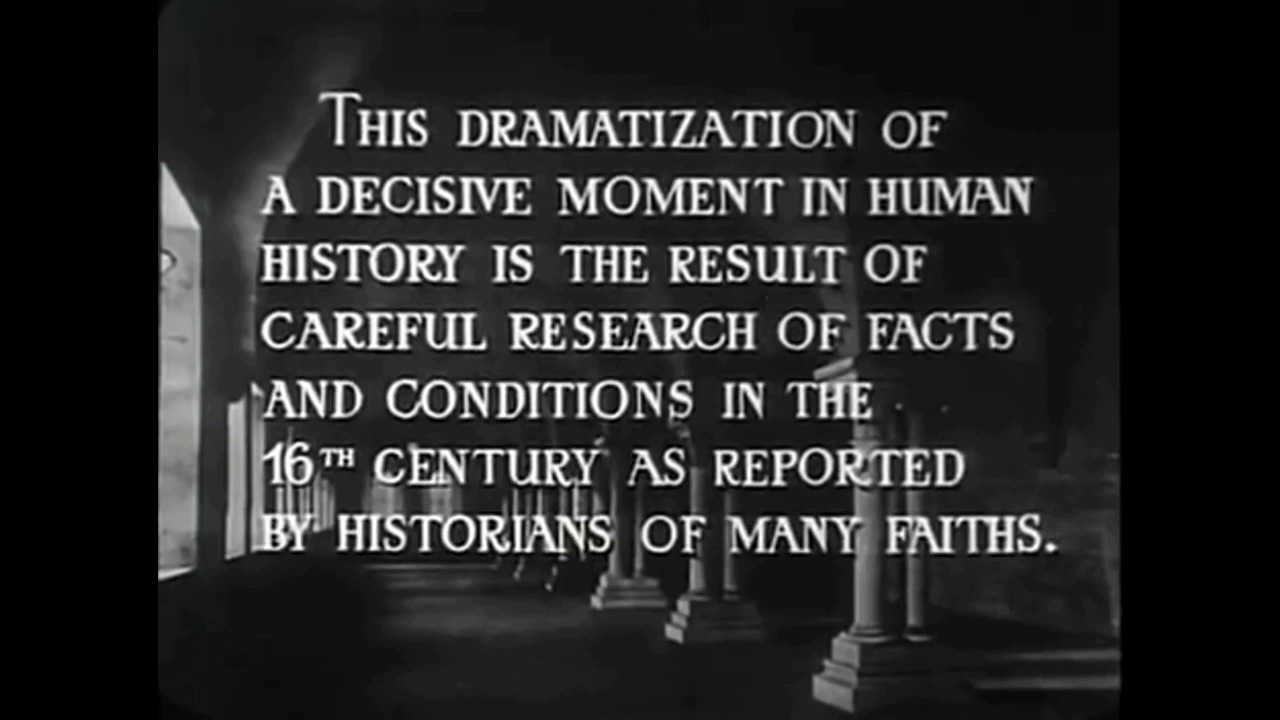 THIS DRAMATIZATION OF
A DECISIVE MOMENT IN HUMAN
HISTORY IS THE RESULT OF
CAREFUL RESEARCH OF FACTS
AND CONDITIONS IN THE
16TH CENTURY AS REPORTED
BY HISTORIANS OF MANY FAITHS.